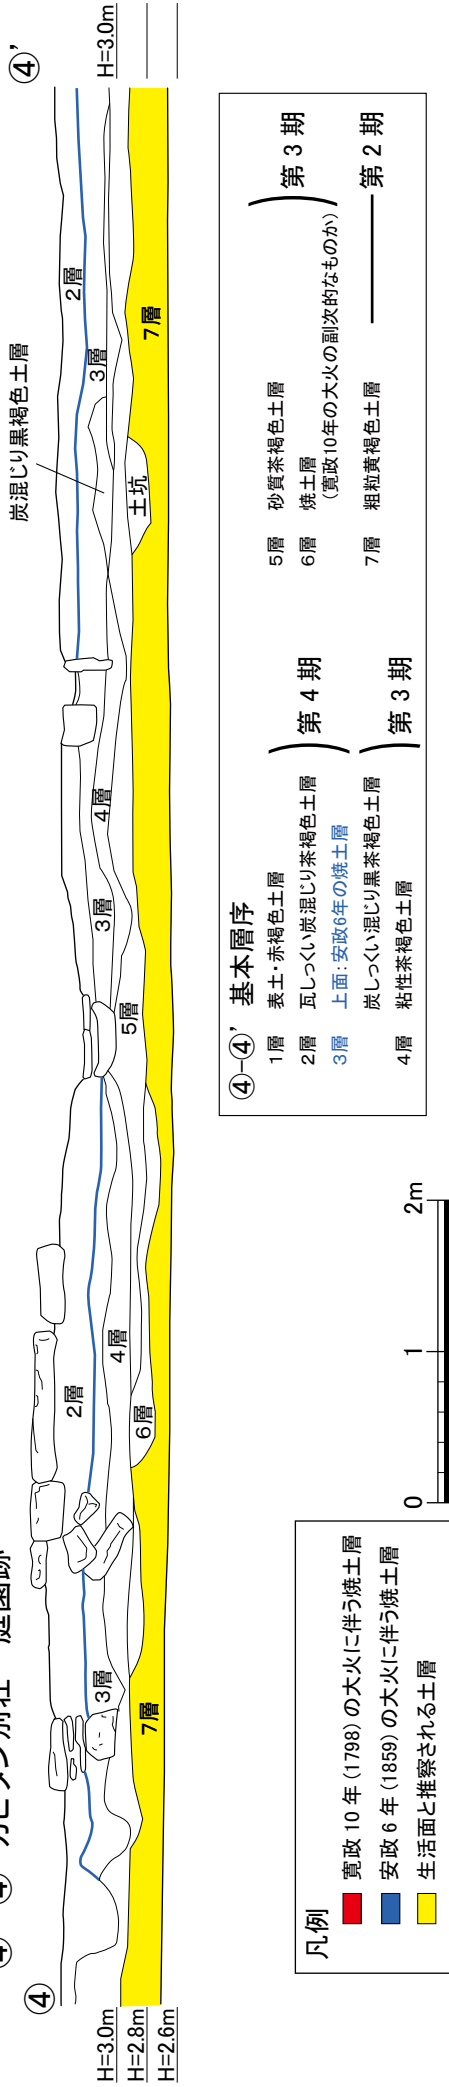 ④-④' カピタン別荘 庭園跡
④
④'
H=3.0m
H=2.8m
H=2.6m
H=3.0m
炭混じり黒褐色土層
2層
2層
3層
3層
3層
4層
4層
5層
6層
7層
7層
土坑
④-④' 基本層序
1層 表土・赤褐色土層
2層 瓦しっくい炭混じり茶褐色土層
第4期
3層 上面:安政6年の焼土層
炭しっくい混じり黒茶褐色土層
4層 粘性茶褐色土層
第3期
5層 砂質茶褐色土層
6層 焼土層
(寛政10年の大火の副次的なものか)
第3期
7層 粗粒黄褐色土層 第2期
0 1 2m
凡例
寛政10年(1798)の大火に伴う焼土層
安政6年(1859)の大火に伴う焼土層
生活面と推察される土層